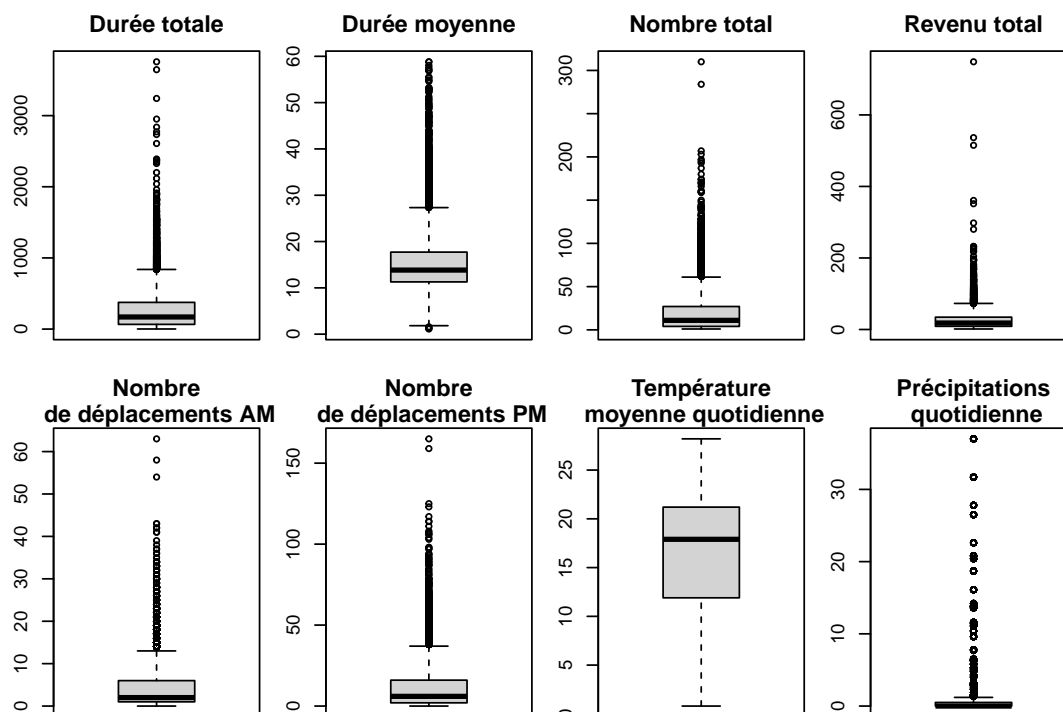 Durée totale
Durée moyenne
Nombre total
Revenu total
0 1000 2000 3000
0 10 20 30 40 50 60
0 50 100 200 300
0 200 400 600
Nombre
de déplacements AM
Nombre
de déplacements PM
Température
moyenne quotidienne
Précipitations
quotidienne
0 10 20 30 40 50 60
0 50 100 150
0 5 10 15 20 25
0 10 20 30